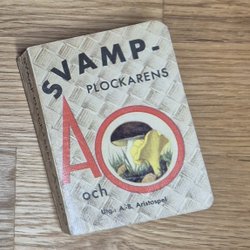 SVAMP-
PLOCKARENS
A
och
O
Utg.: A.-B. Aristospel